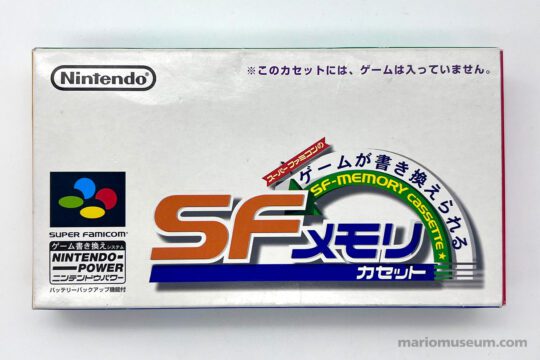 Nintendo
※このカセットには、ゲームは入っていません。
スーパーファミコンの
ゲームが書き換えられる
SF-MEMORY CASSETTE★
SFメモリ
カセット
SUPER FAMICOM
ゲーム書き換えシステム
NINTENDO
POWER
ニンテンドウパワー
バッテリーバックアップ機能付
mariomuseum.com